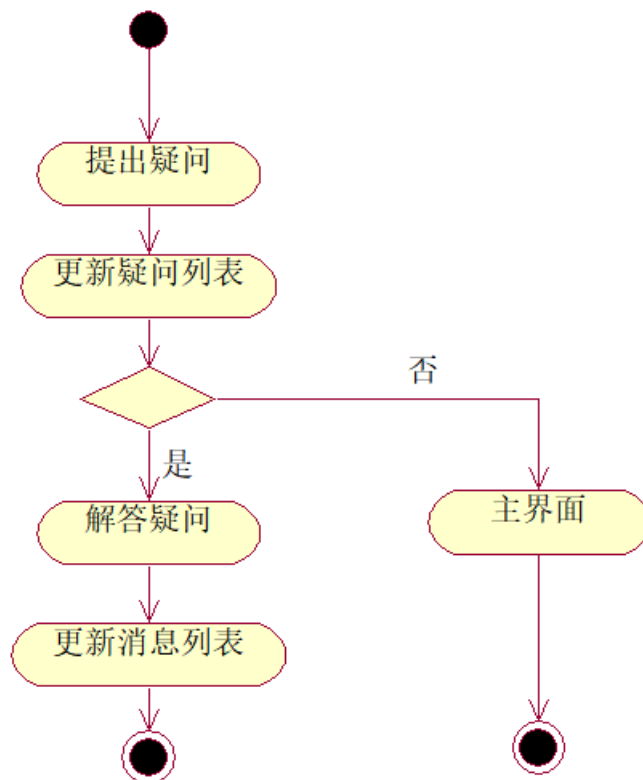 提出疑问
更新疑问列表
否
是
解答疑问
主界面
更新消息列表